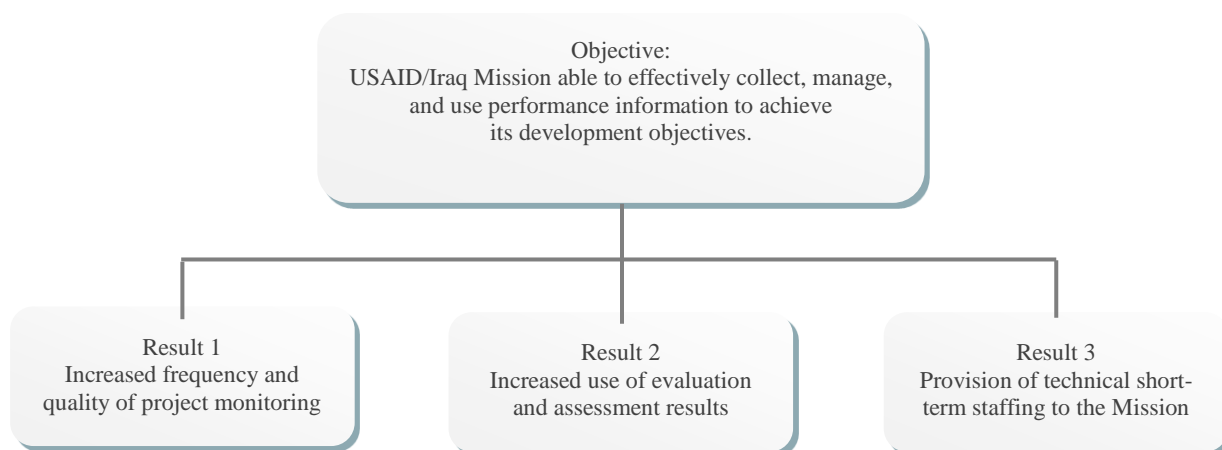 Objective:
USAID/Iraq Mission able to effectively collect, manage,
and use performance information to achieve
its development objectives.
Result 1
Increased frequency and
quality of project monitoring
Result 2
Increased use of evaluation
and assessment results
Result 3
Provision of technical short-
term staffing to the Mission